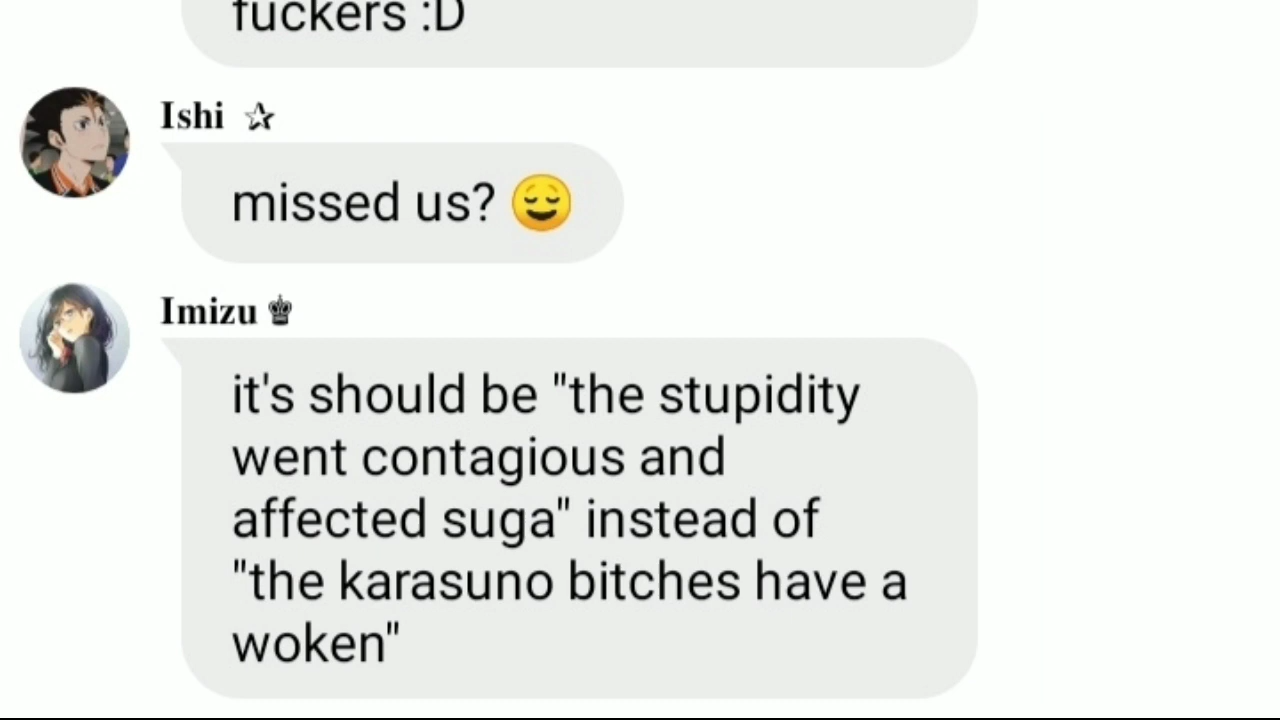 fuckers :D
Ishi ☆
missed us? 😌
Imizu ♚
it's should be "the stupidity
went contagious and
affected suga" instead of
"the karasuno bitches have a
woken"